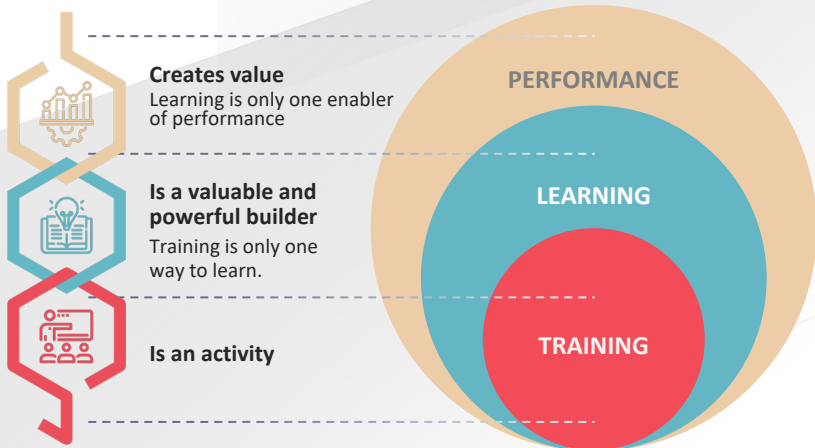 Creates value
Learning is only one enabler
of performance
PERFORMANCE
Is a valuable and
powerful builder
Training is only one
way to learn.
LEARNING
Is an activity
TRAINING